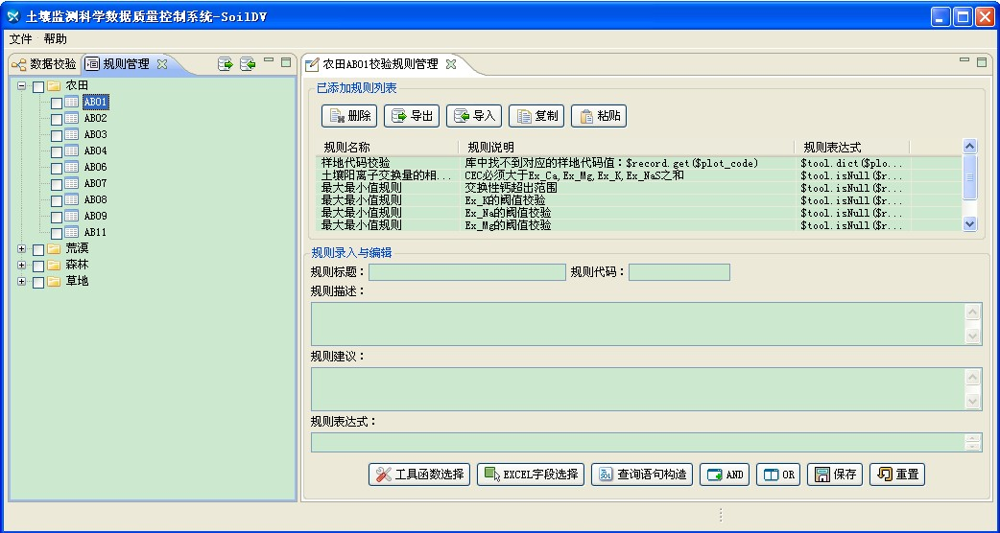 土壤监测科学数据质量控制系统-SoilDV
文件 帮助
数据校验 规则管理
农田
AB01
AB02
AB03
AB04
AB06
AB07
AB08
AB09
AB11
荒漠
森林
草地
农田AB01校验规则管理
已添加规则列表
删除 导出 导入 复制 粘贴
规则名称 规则说明 规则表达式
样地代码校验 库中找不到对应的样地代码值：$record.get($plot_code) $tool.dict($plo...
土壤阳离子交换量的相... CEC必须大于Ex_Ca,Ex_Mg,Ex_K,Ex_NaS之和 $tool.isNull($r...
最大最小值规则 交换性钙超出范围 $tool.isNull($r...
最大最小值规则 Ex_K的阈值校验 $tool.isNull($r...
最大最小值规则 Ex_Na的阈值校验 $tool.isNull($r...
最大最小值规则 Ex_Mg的阈值校验 $tool.isNull($r...
规则录入与编辑
规则标题： 规则代码：
规则描述：
规则建议：
规则表达式：
工具函数选择 EXCEL字段选择 查询语句构造 AND OR 保存 重置